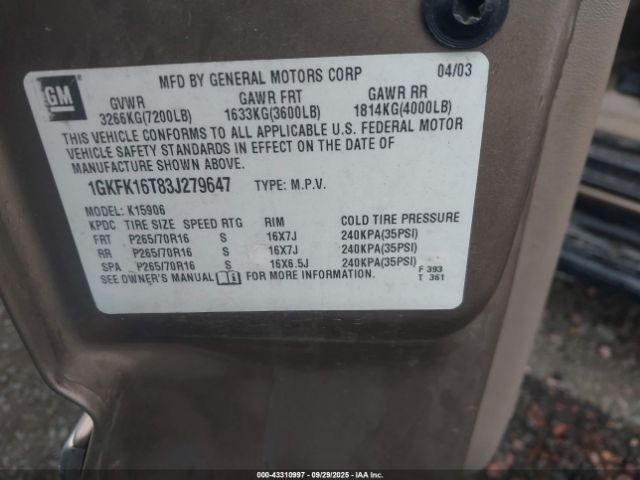 GM
MFD BY GENERAL MOTORS CORP 04/03
GVWR GAWR FRT GAWR RR
3266KG(7200LB) 1633KG(3600LB) 1814KG(4000LB)
THIS VEHICLE CONFORMS TO ALL APPLICABLE U.S. FEDERAL MOTOR
VEHICLE SAFETY STANDARDS IN EFFECT ON THE DATE OF
MANUFACTURE SHOWN ABOVE.
1GKFK16T83J279647 TYPE: M.P.V.
MODEL: K15906
KPDC TIRE SIZE SPEED RTG RIM COLD TIRE PRESSURE
FRT P265/70R16 S 16X7J 240KPA(35PSI)
RR P265/70R16 S 16X7J 240KPA(35PSI)
SPA P265/70R16 S 16X6.5J 240KPA(35PSI)
SEE OWNER'S MANUAL FOR MORE INFORMATION.
F 393
T 361
000-43310997 09/29/2025 IAAI.COM